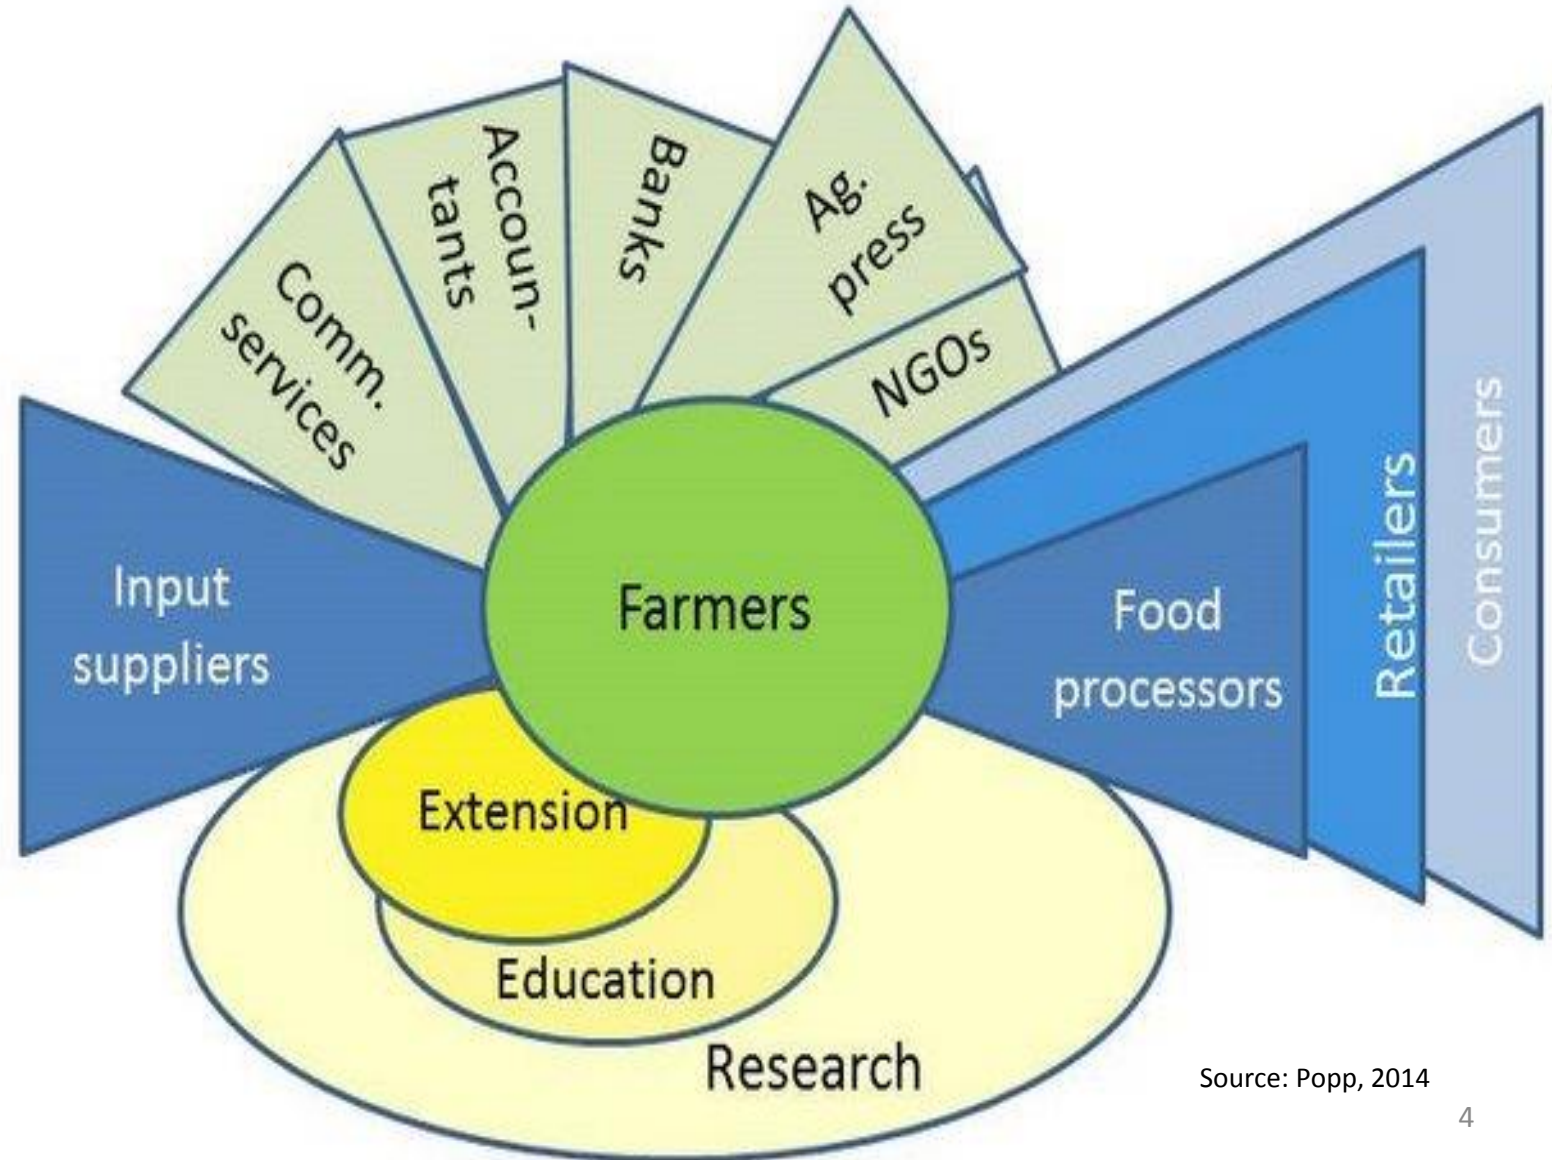 Comm.
services
Accoun-
tants
Banks
Ag.
press
NGOs
Input
suppliers
Farmers
Food
processors
Retailers
Consumers
Extension
Education
Research
Source: Popp, 2014
4